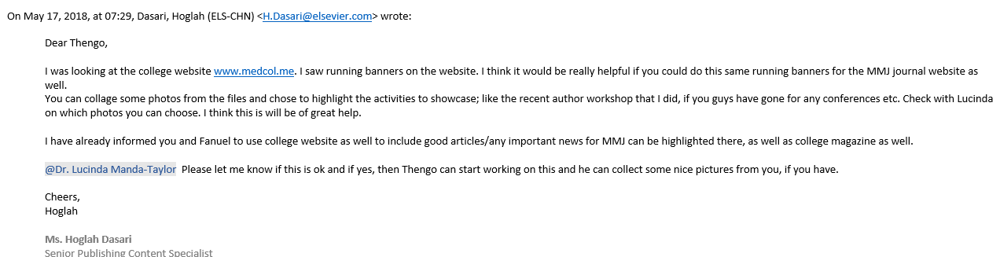 On May 17, 2018, at 07:29, Dasari, Hoglah (ELS-CHN) <H.Dasari@elsevier.com> wrote:
Dear Thengo,
I was looking at the college website www.medcol.me. I saw running banners on the website. I think it would be really helpful if you could do this same running banners for the MMJ journal website as
well.
You can collage some photos from the files and chose to highlight the activities to showcase; like the recent author workshop that I did, if you guys have gone for any conferences etc. Check with Lucinda
on which photos you can choose. I think this is will be of great help.
I have already informed you and Fanuel to use college website as well to include good articles/any important news for MMJ can be highlighted there, as well as college magazine as well.
@Dr. Lucinda Manda-Taylor Please let me know if this is ok and if yes, then Thengo can start working on this and he can collect some nice pictures from you, if you have.
Cheers,
Hoglah
Ms. Hoglah Dasari
Senior Publishing Content Specialist